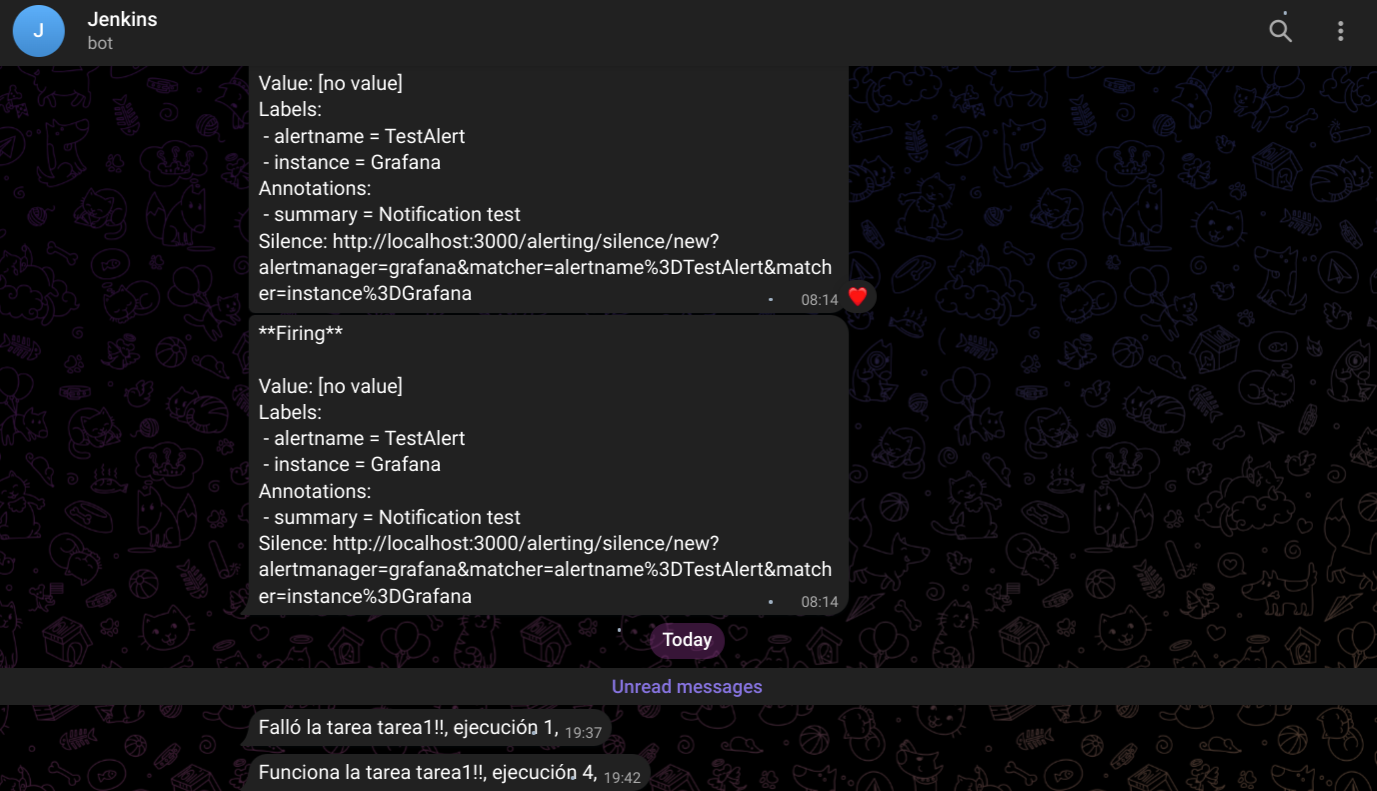 J
Jenkins
bot
Value: [no value]
Labels:
- alertname = TestAlert
- instance = Grafana
Annotations:
- summary = Notification test
Silence: http://localhost:3000/alerting/silence/new?
alertmanager=grafana&matcher=alertname%3DTestAlert&match
er=instance%3DGrafana
08:14
**Firing**
Value: [no value]
Labels:
- alertname = TestAlert
- instance = Grafana
Annotations:
- summary = Notification test
Silence: http://localhost:3000/alerting/silence/new?
alertmanager=grafana&matcher=alertname%3DTestAlert&match
er=instance%3DGrafana
08:14
Today
Unread messages
Falló la tarea tarea1!!, ejecución 1, 19:37
Funciona la tarea tarea1!!, ejecución 4, 19:42